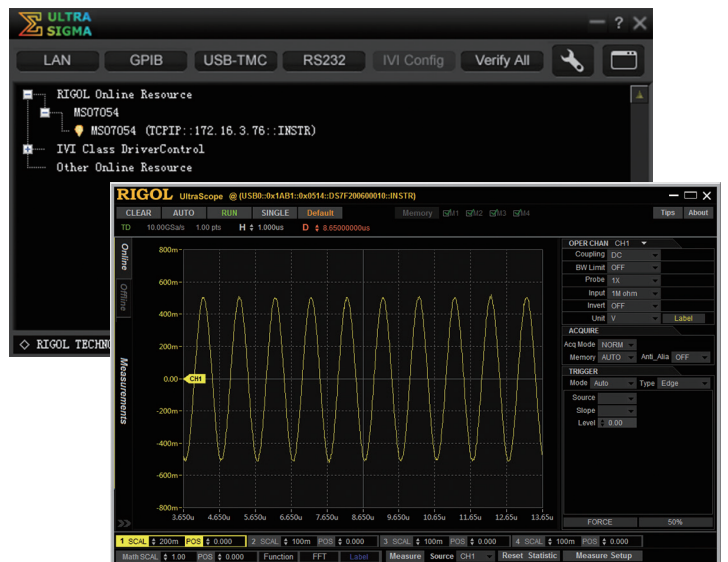 ULTRA
SIGMA
?
LAN GPIB USB-TMC RS232 IVI Config Verify All
RIGOL Online Resource
MSO7054
MSO7054 (TCPIP::172.16.3.76::INSTR)
IVI Class DriverControl
Other Online Resource
RIGOL TECHNO
RIGOL UltraScope @ (USB0::0x1AB1::0x0514::DS7F200600010::INSTR)
CLEAR AUTO RUN SINGLE Default Memory M1 M2 M3 M4 Tips About
TD 10.00GSa/s 1.00 pts H 1.000us D 8.65000000us
Online
Offline
Measurements
800m
600m
400m
200m
0.00 CH1
-200m
-400m
-600m
-800m
3.650u 4.650u 5.650u 6.650u 7.650u 8.650u 9.650u 10.65u 11.65u 12.65u 13.65u
OPER CHAN CH1
Coupling DC
BW Limit OFF
Probe 1X
Input 1M ohm
Invert OFF
Unit V Label
ACQUIRE
Acq Mode NORM
Memory AUTO Anti_Alia OFF
TRIGGER
Mode Auto Type Edge
Source
Slope
Level 0.00
FORCE 50%
1 SCAL 200m POS 0.000 2 SCAL 100m POS 0.000 3 SCAL 100m POS 0.000 4 SCAL 100m POS 0.000
Math SCAL 1.00 POS 0.000 Function FFT Label Measure Source CH1 Reset Statistic Measure Setup